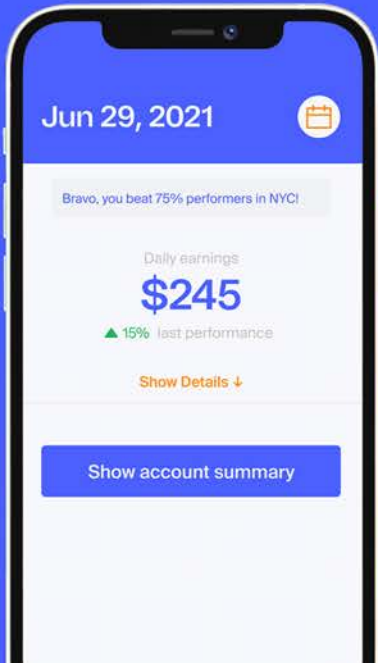 Jun 29, 2021
Bravo, you beat 75% performers in NYC!
Daily earnings
$245
▲ 15% last performance
Show Details ↓
Show account summary